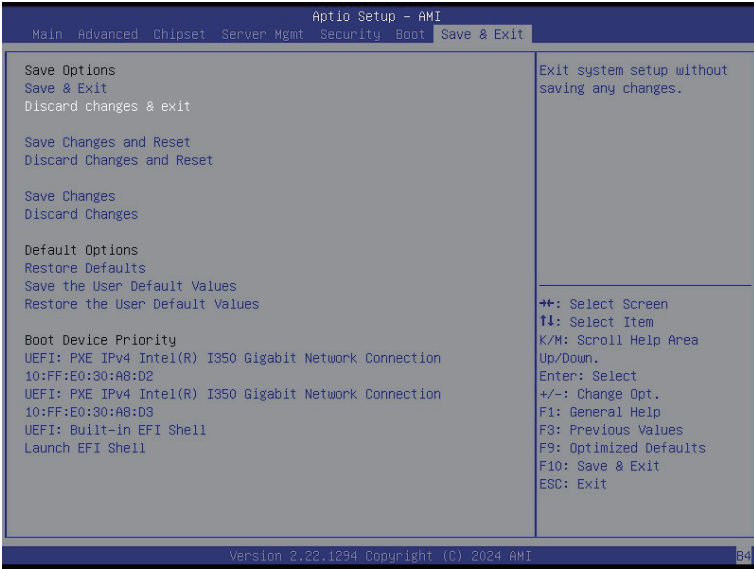 Aptio Setup – AMI
Main Advanced Chipset Server Mgmt Security Boot Save & Exit
Save Options
Save & Exit
Discard changes & exit
Save Changes and Reset
Discard Changes and Reset
Save Changes
Discard Changes
Default Options
Restore Defaults
Save the User Default Values
Restore the User Default Values
Boot Device Priority
UEFI: PXE IPv4 Intel(R) I350 Gigabit Network Connection
10:FF:E0:30:A8:D2
UEFI: PXE IPv4 Intel(R) I350 Gigabit Network Connection
10:FF:E0:30:A8:D3
UEFI: Built-in EFI Shell
Launch EFI Shell
Exit system setup without
saving any changes.
→←: Select Screen
↑↓: Select Item
K/M: Scroll Help Area
Up/Down.
Enter: Select
+/-: Change Opt.
F1: General Help
F3: Previous Values
F9: Optimized Defaults
F10: Save & Exit
ESC: Exit
Version 2.22.1294 Copyright (C) 2024 AMI
B4